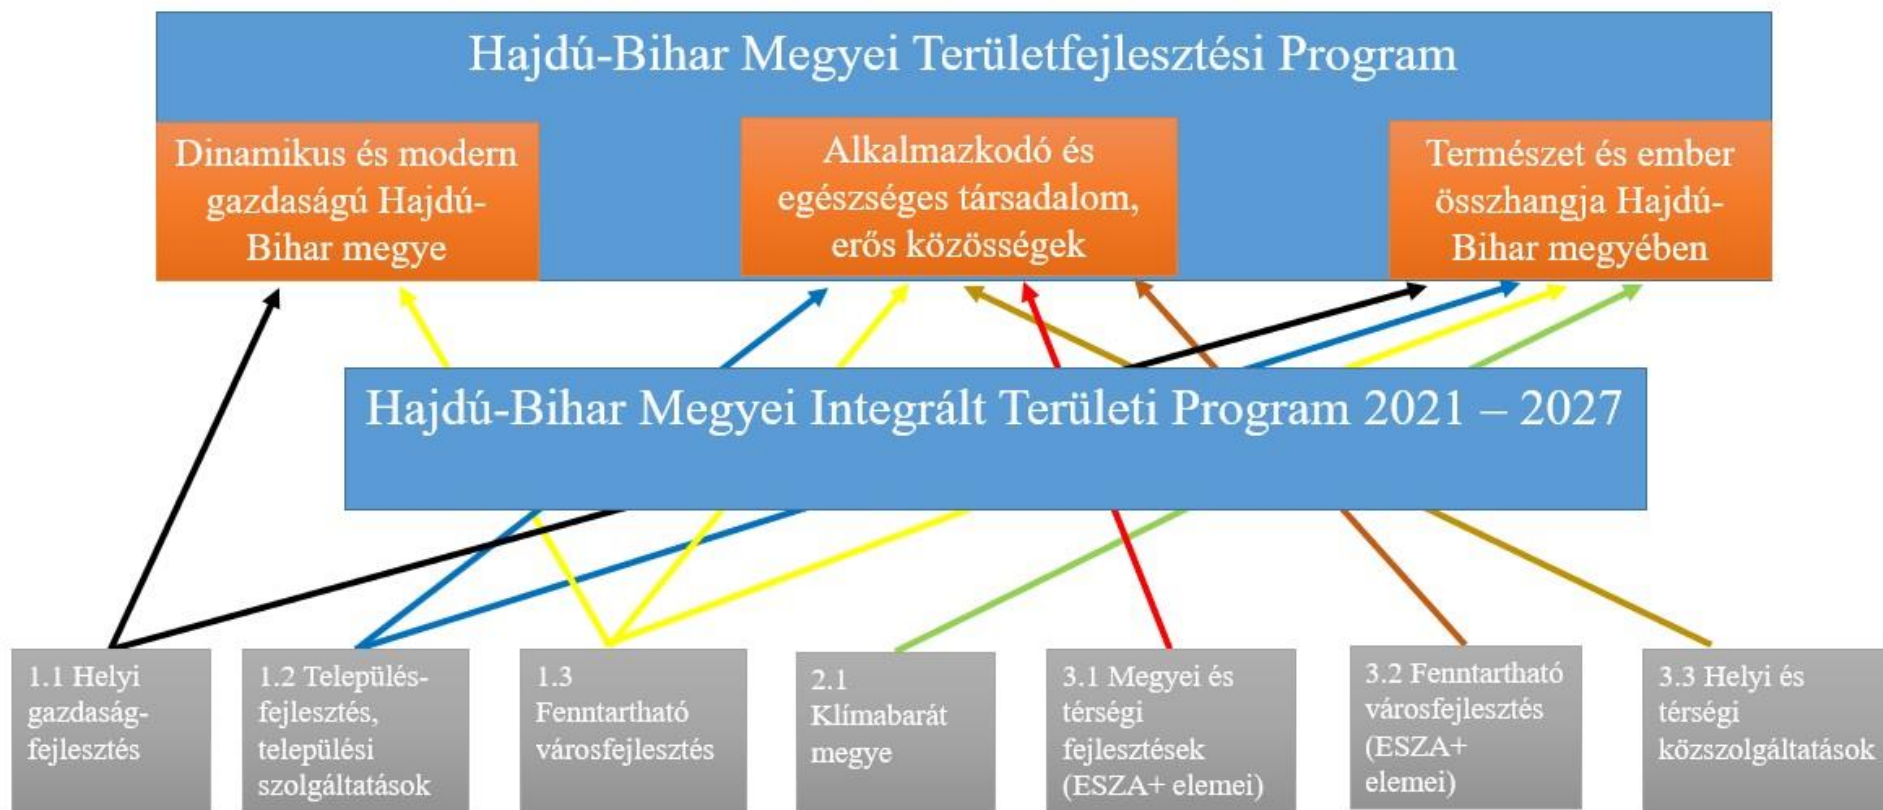 Hajdú-Bihar Megyei Területfejlesztési Program
Dinamikus és modern
gazdaságú Hajdú-
Bihar megye
Alkalmazkodó és
egészséges társadalom,
erős közösségek
Természet és ember
összhangja Hajdú-
Bihar megyében
Hajdú-Bihar Megyei Integrált Területi Program 2021 – 2027
1.1 Helyi
gazdaság-
fejlesztés
1.2 Település-
fejlesztés,
települési
szolgáltatások
1.3
Fenntartható
városfejlesztés
2.1
Klímabarát
megye
3.1 Megyei és
térségi
fejlesztések
(ESZA+ elemei)
3.2 Fenntartható
városfejlesztés
(ESZA+
elemei)
3.3 Helyi és
térségi
közszolgáltatások